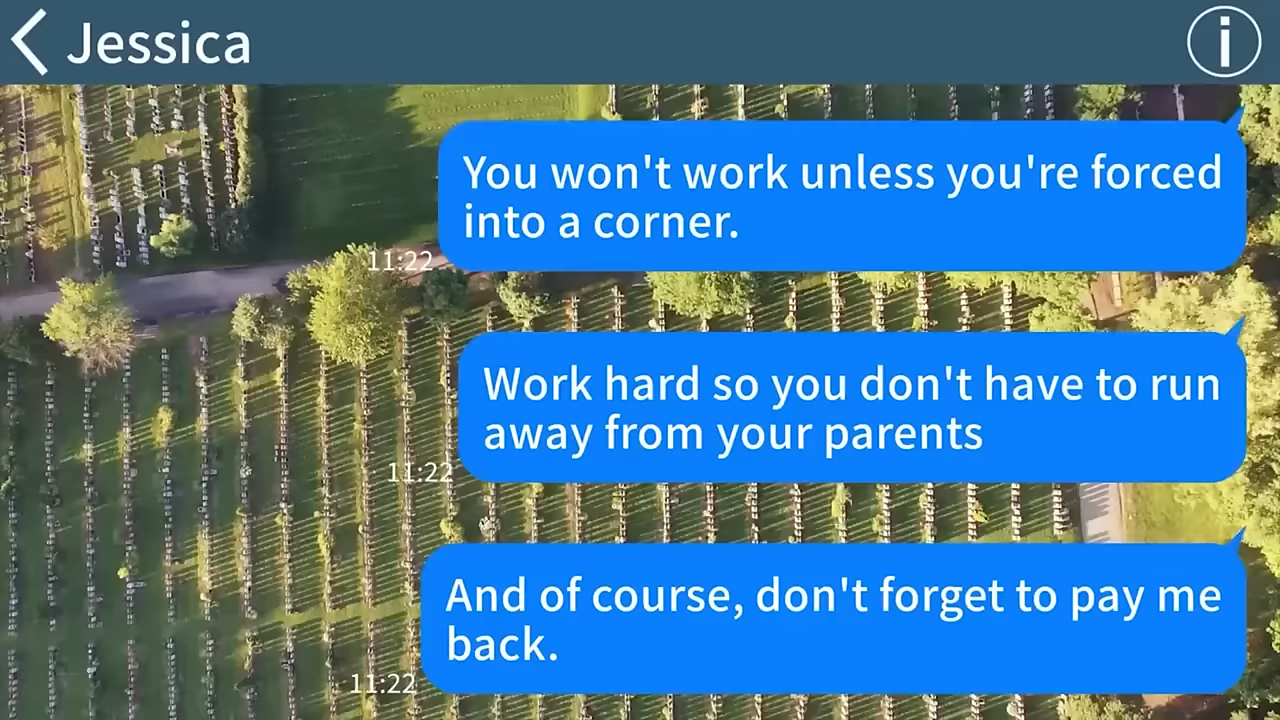 Jessica
You won't work unless you're forced
into a corner.
11:22
Work hard so you don't have to run
away from your parents
11:22
And of course, don't forget to pay me
back.
11:22